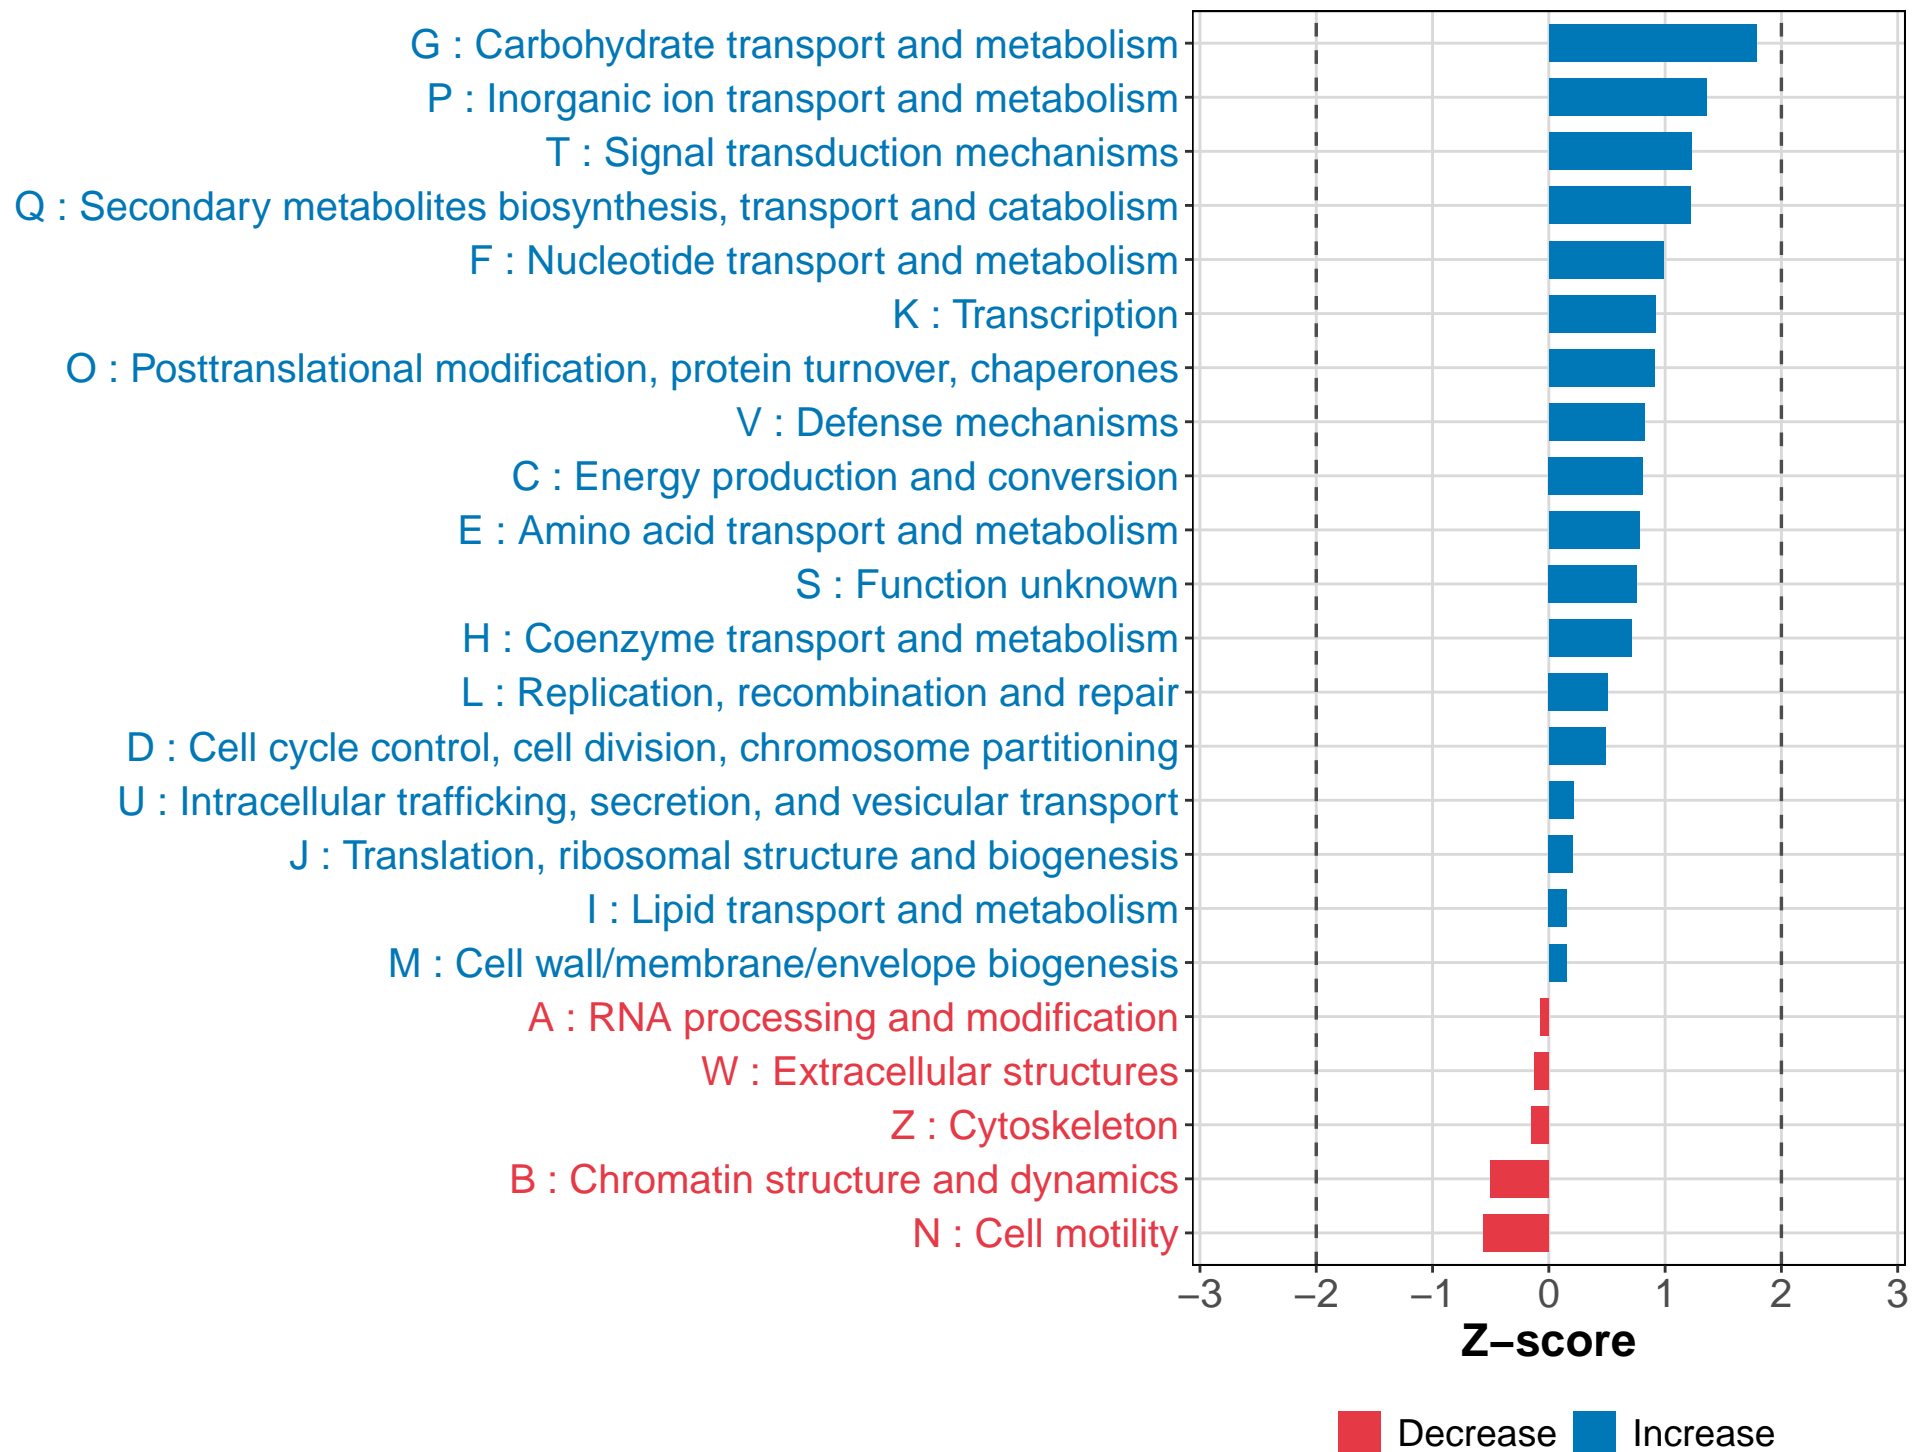 G : Carbohydrate transport and metabolism
P : Inorganic ion transport and metabolism
T : Signal transduction mechanisms
Q : Secondary metabolites biosynthesis, transport and catabolism
F : Nucleotide transport and metabolism
K : Transcription
O : Posttranslational modification, protein turnover, chaperones
V : Defense mechanisms
C : Energy production and conversion
E : Amino acid transport and metabolism
S : Function unknown
H : Coenzyme transport and metabolism
L : Replication, recombination and repair
D : Cell cycle control, cell division, chromosome partitioning
U : Intracellular trafficking, secretion, and vesicular transport
J : Translation, ribosomal structure and biogenesis
I : Lipid transport and metabolism
M : Cell wall/membrane/envelope biogenesis
A : RNA processing and modification
W : Extracellular structures
Z : Cytoskeleton
B : Chromatin structure and dynamics
N : Cell motility
−3 −2 −1 0 1 2 3
Z−score
Decrease Increase